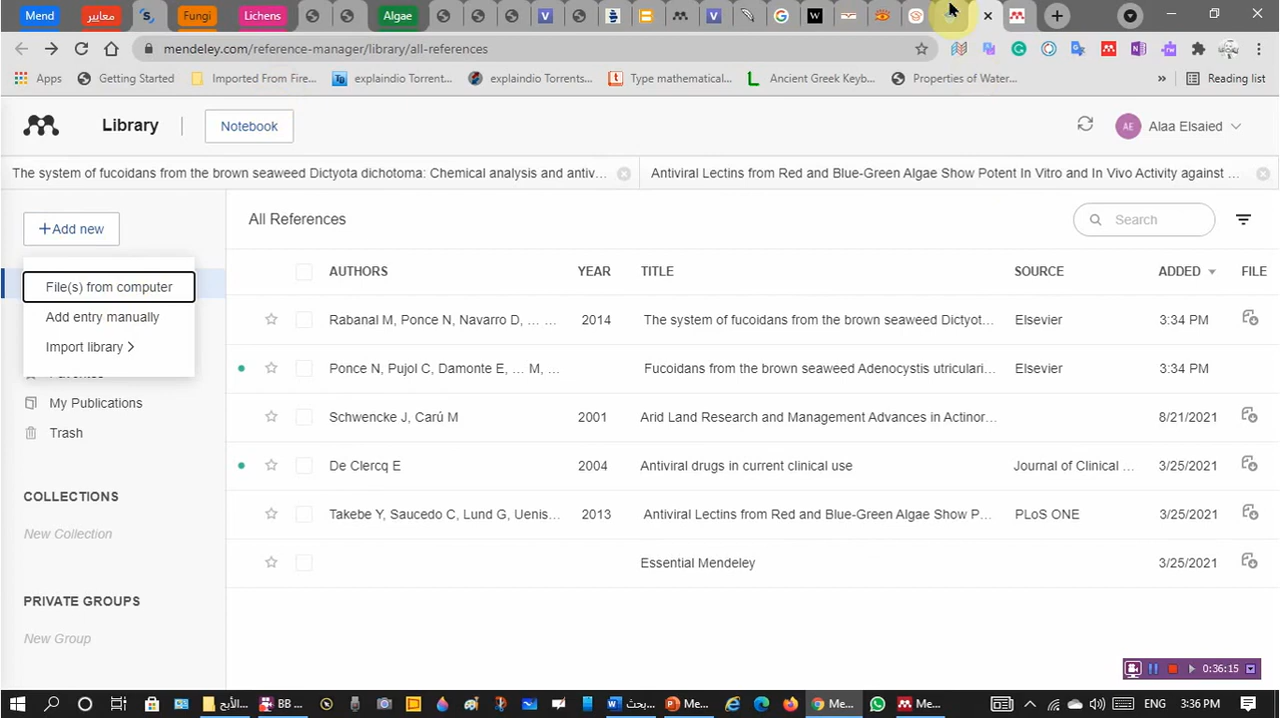 Mend معايير Fungi Lichens Algae
mendeley.com/reference-manager/library/all-references
Apps Getting Started Imported From Fire... explaindio Torrent... explaindio Torrents... Type mathematical... Ancient Greek Keyb... Properties of Water... » Reading list
Library Notebook AE Alaa Elsaied
The system of fucoidans from the brown seaweed Dictyota dichotoma: Chemical analysis and antiv... Antiviral Lectins from Red and Blue-Green Algae Show Potent In Vitro and In Vivo Activity against ...
+Add new All References Search
File(s) from computer
Add entry manually
Import library
My Publications
Trash
COLLECTIONS
New Collection
PRIVATE GROUPS
New Group
AUTHORS YEAR TITLE SOURCE ADDED FILE
Rabanal M, Ponce N, Navarro D, ... ... 2014 The system of fucoidans from the brown seaweed Dictyot... Elsevier 3:34 PM
Ponce N, Pujol C, Damonte E, ... M, ... Fucoidans from the brown seaweed Adenocystis utriculari... Elsevier 3:34 PM
Schwencke J, Carú M 2001 Arid Land Research and Management Advances in Actinor... 8/21/2021
De Clercq E 2004 Antiviral drugs in current clinical use Journal of Clinical ... 3/25/2021
Takebe Y, Saucedo C, Lund G, Uenis... 2013 Antiviral Lectins from Red and Blue-Green Algae Show P... PLoS ONE 3/25/2021
Essential Mendeley 3/25/2021
0:36:15
BB ... Me... Me... Me... ENG 3:36 PM